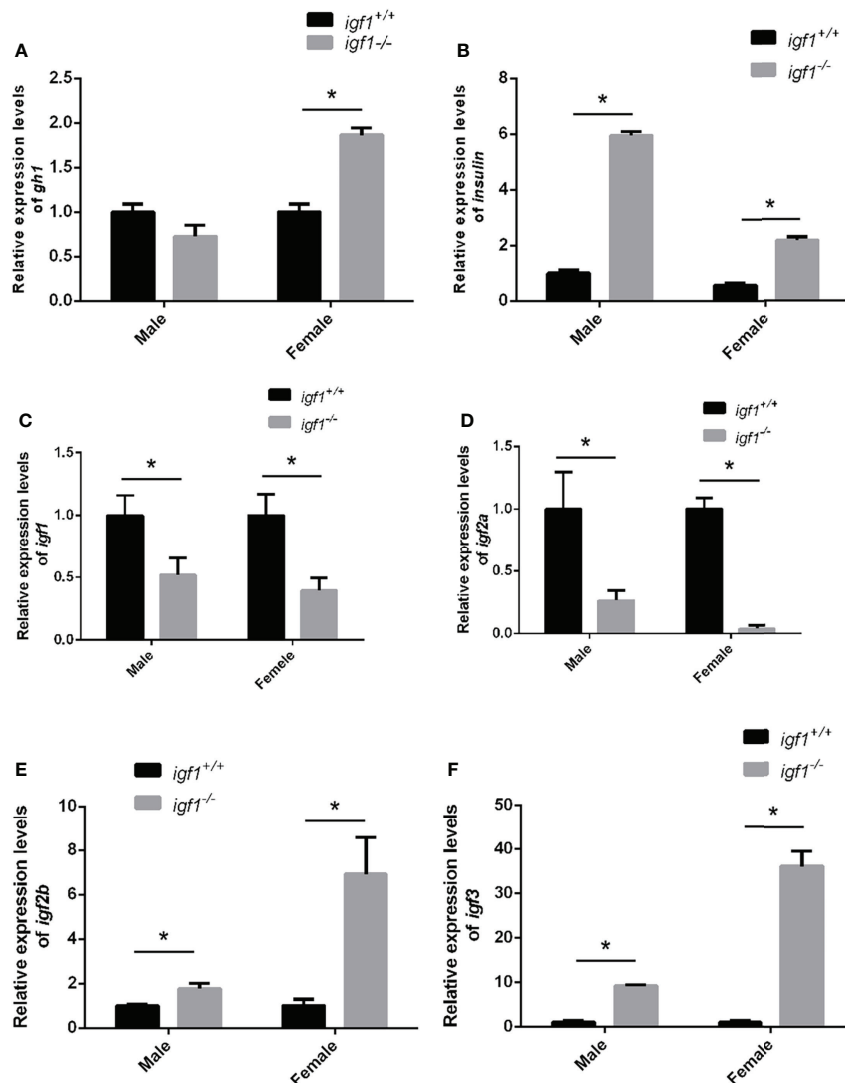 A
igf1+/+
igf1-/-
Relative expression levels
of gh1
2.5
2.0
1.5
1.0
0.5
0.0
*
Male
Female
B
igf1+/+
igf1-/-
Relative expression levels
of insulin
8
6
4
2
0
*
*
Male
Female
C
igf1+/+
igf1-/-
Relative expression levels
of igf1
1.5
1.0
0.5
0.0
*
*
Male
Femele
D
igf1+/+
igf1-/-
Relative expression levels
of igf2a
1.5
1.0
0.5
0.0
*
*
Male
Female
E
igf1+/+
igf1-/-
Relative expression levels
of igf2b
10
8
6
4
2
0
*
*
Male
Female
F
igf1+/+
igf1-/-
Relative expression levels
of igf3
50
40
30
20
10
0
*
*
Male
Female